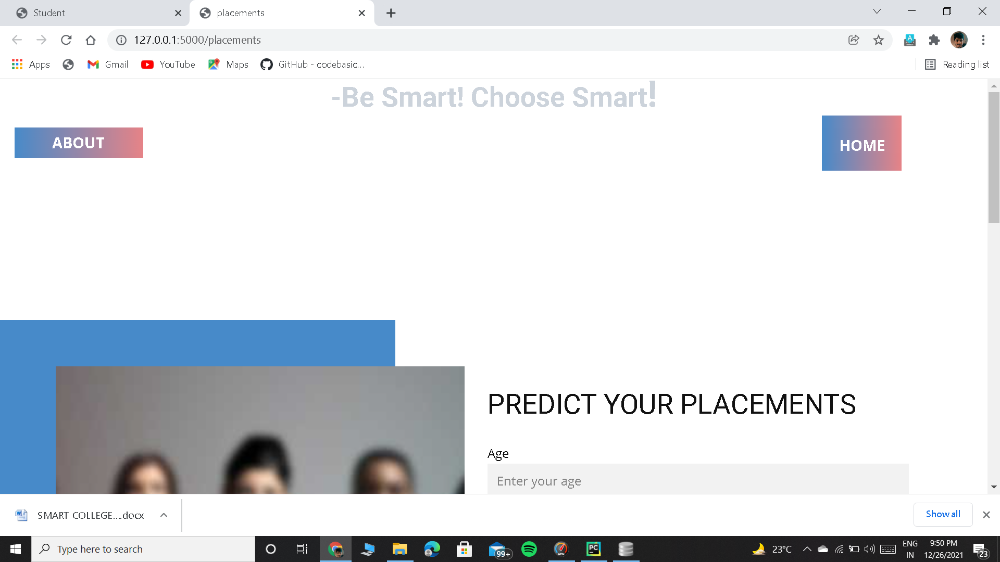 Student
placements
127.0.0.1:5000/placements
Apps
Gmail
YouTube
Maps
GitHub - codebasic...
Reading list
-Be Smart! Choose Smart!
ABOUT
HOME
PREDICT YOUR PLACEMENTS
Age
Enter your age
SMART COLLEGE....docx
Show all
Type here to search
99+
PC
23°C
ENG
IN
9:50 PM
12/26/2021
23